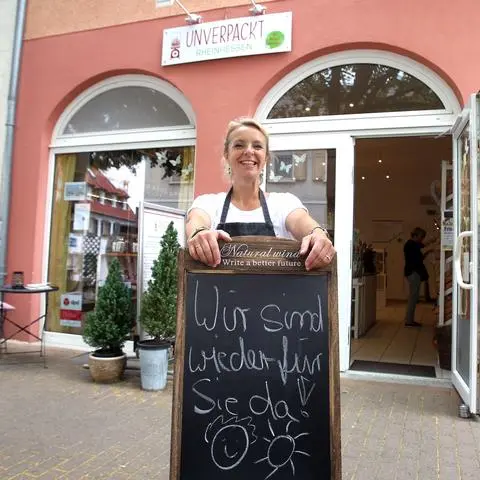 UNVERPACKT
RHEINHESSEN
Natural wind
Write a better future
Wir sind
wieder für
Sie da!